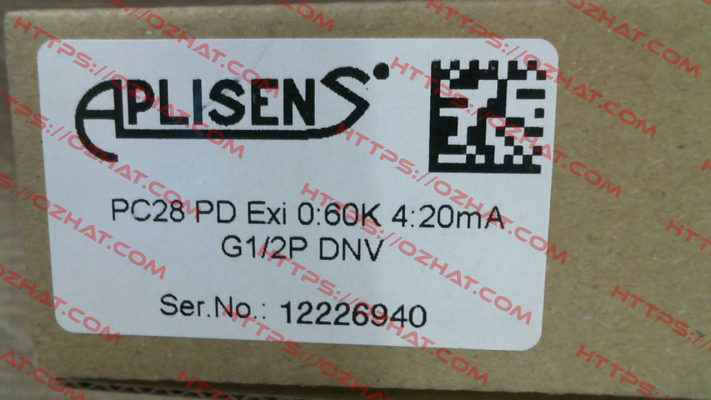 APLISENS
PC28 PD Exi 0:60K 4:20mA
G1/2P DNV
Ser.No.: 12226940
HTTPS://OZHAT.COM